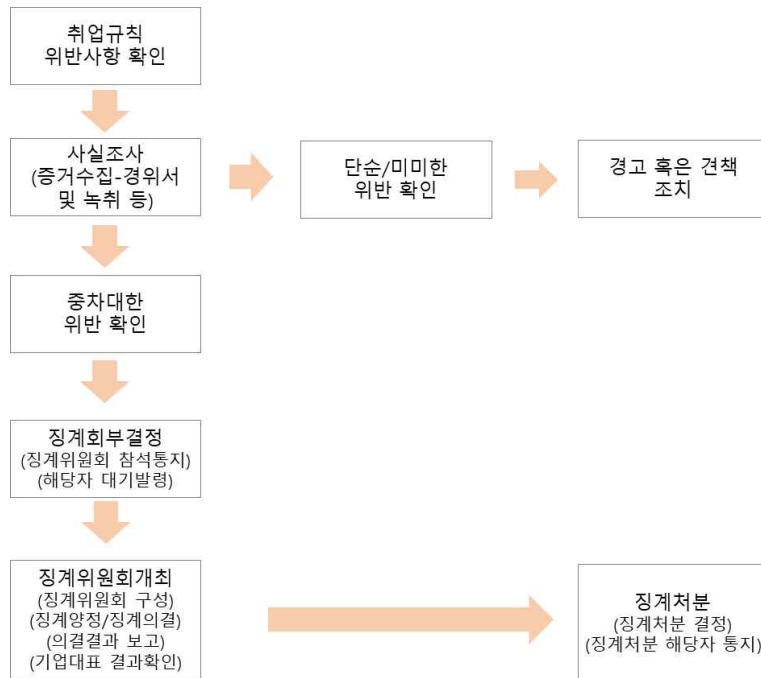 취업규칙
위반사항 확인
사실조사
(증거수집-경위서
및 녹취 등)
단순/미미한
위반 확인
경고 혹은 견책
조치
중차대한
위반 확인
징계회부결정
(징계위원회 참석통지)
(해당자 대기발령)
징계위원회개최
(징계위원회 구성)
(징계양정/징계의결)
(의결결과 보고)
(기업대표 결과확인)
징계처분
(징계처분 결정)
(징계처분 해당자 통지)